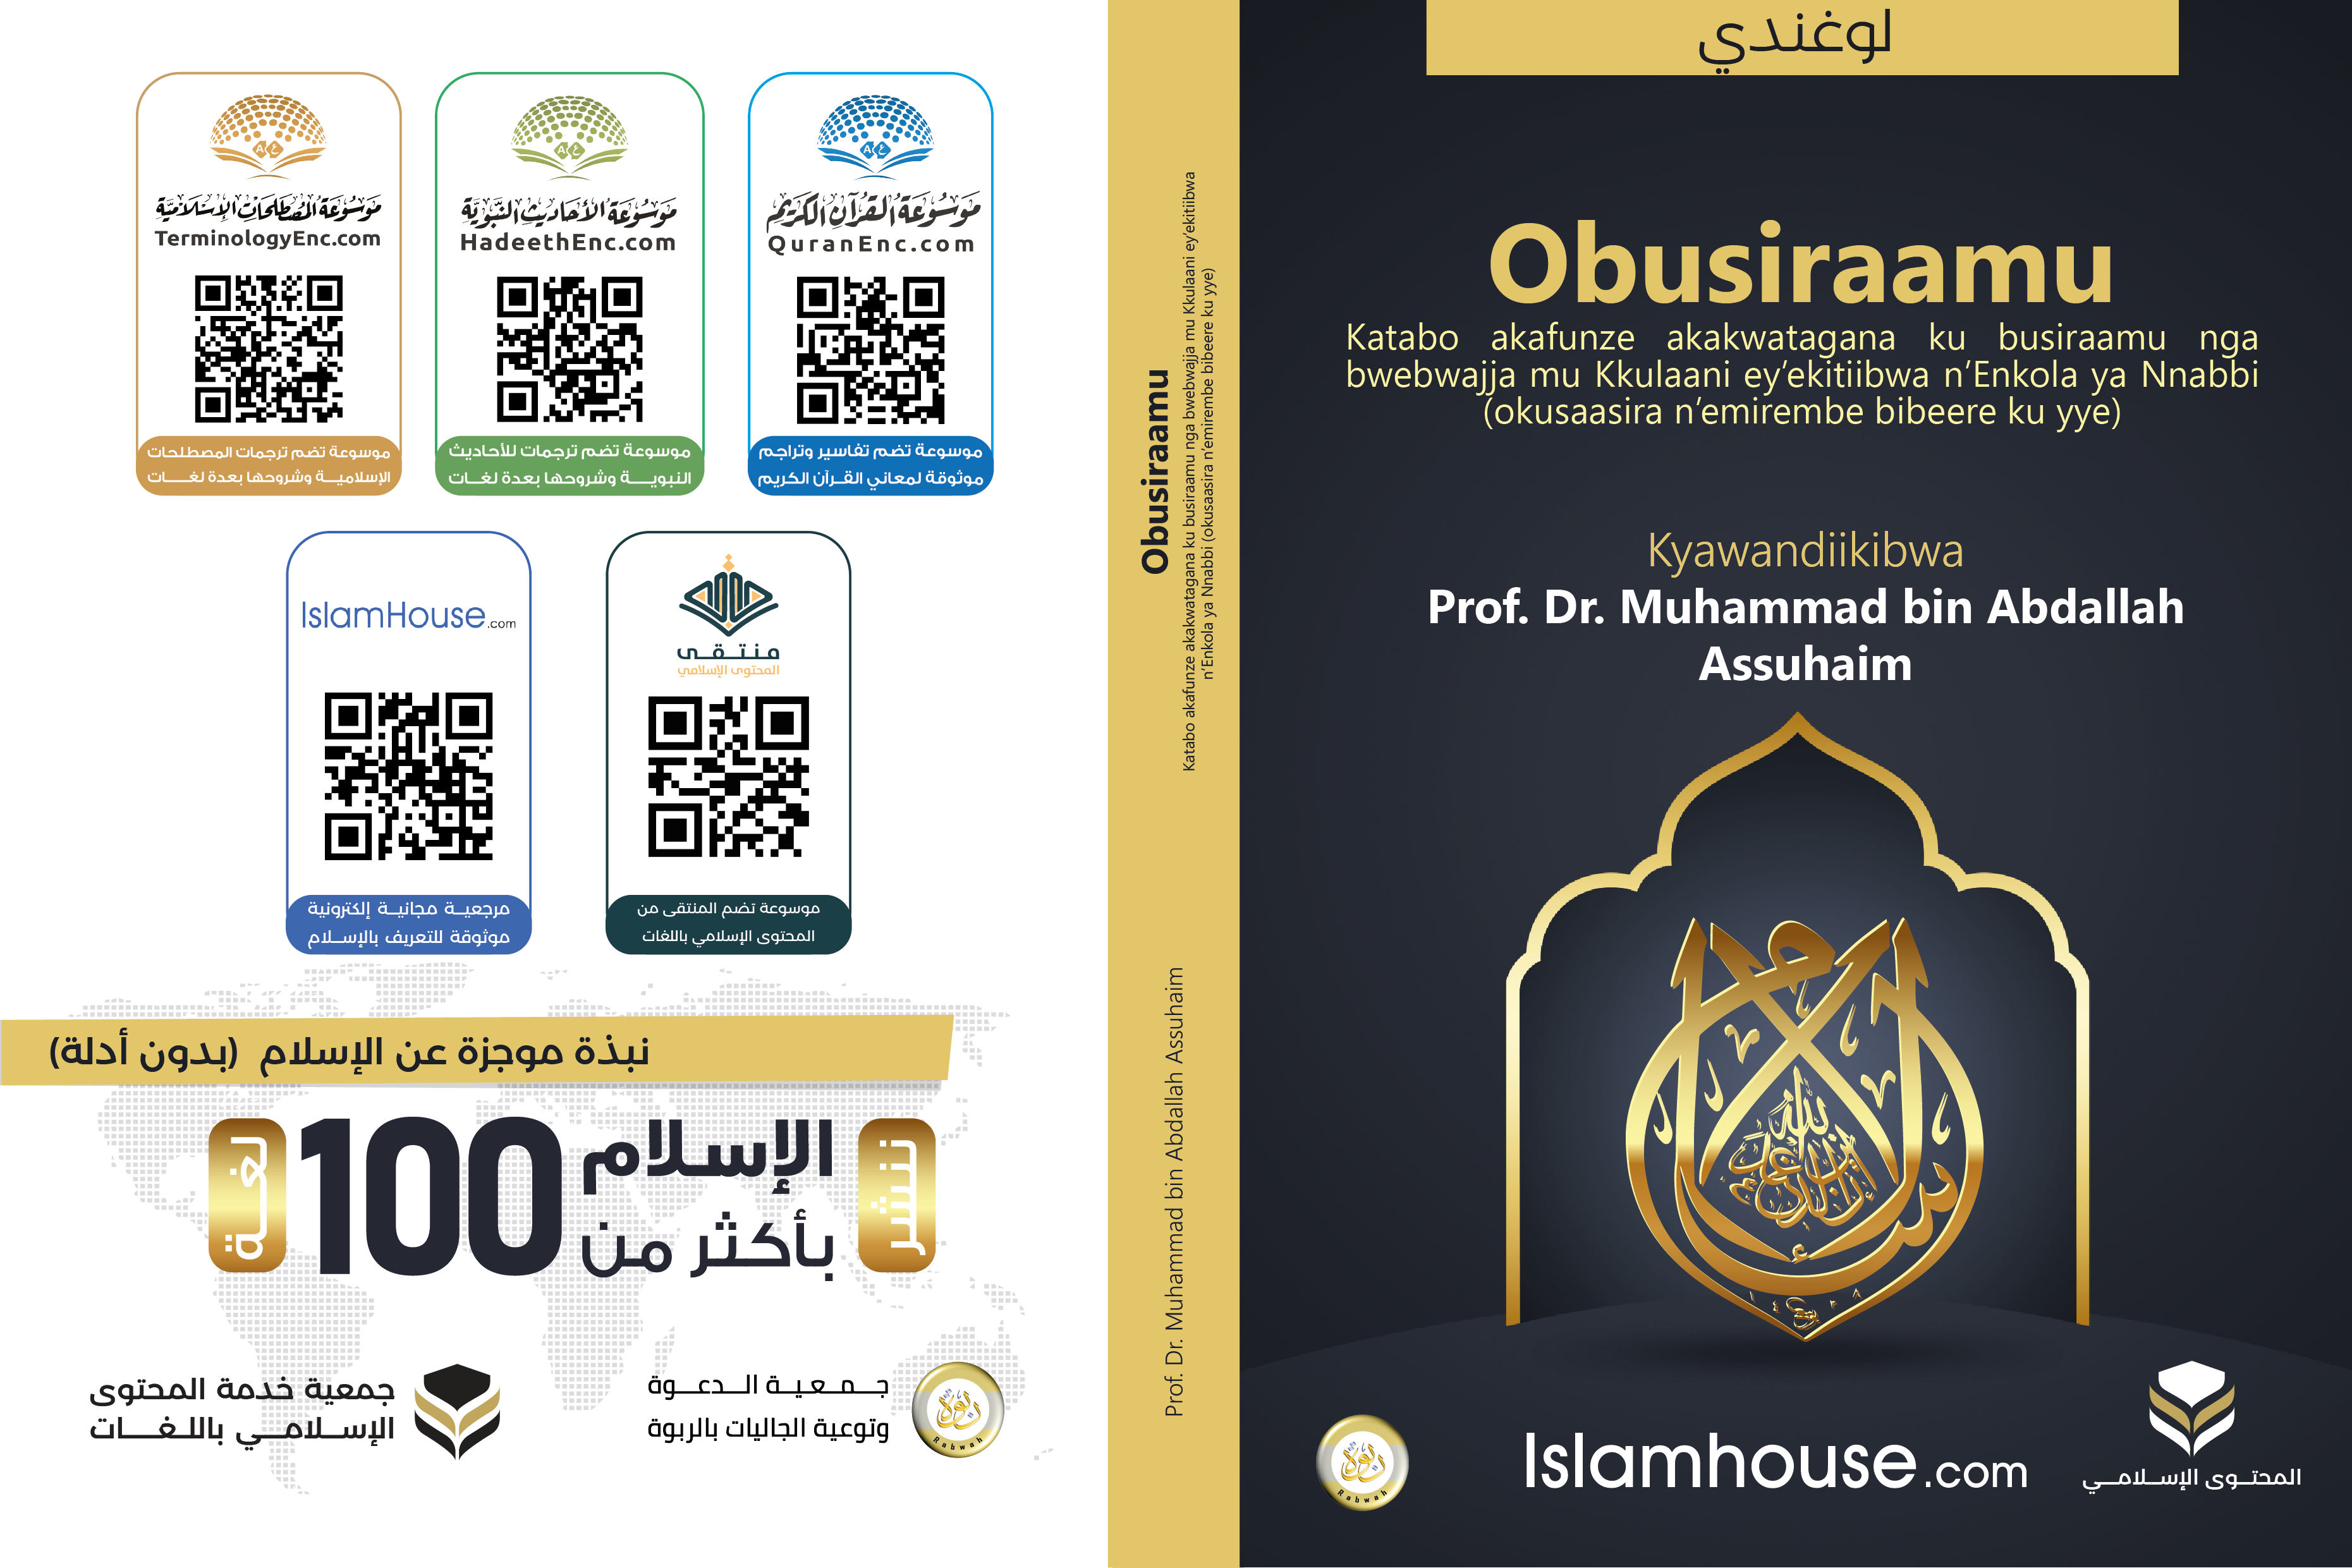 لوغندي
Obusiraamu
Katabo akafunze akakwatagana ku busiraamu nga
bwebwajja mu Kkulaani ey’ekitiibwa n’Enkola ya Nnabbi
(okusaasira n’emirembe bibeere ku yye)
Kyawandiikibwa
Prof. Dr. Muhammad bin Abdallah
Assuhaim
إن الدين عند الله
الإسلام
Rabwah
Islamhouse.com
المحتوى الإسلامي
Obusiraamu
Katabo akafunze akakwatagana ku busiraamu nga bwebwajja mu Kkulaani ey’ekitiibwa
n’Enkola ya Nnabbi (okusaasira n’emirembe bibeere ku yye)
Prof. Dr. Muhammad bin Abdallah Assuhaim
موسوعة القرآن الكريم
QuranEnc.com
موسوعة تضم تفاسير وتراجم
موثوقة لمعاني القرآن الكريم
موسوعة الأحاديث النبوية
HadeethEnc.com
موسوعة تضم ترجمات للأحاديث
النبوية وشروحها بعدة لغات
موسوعة المصطلحات الإسلامية
TerminologyEnc.com
موسوعة تضم ترجمات المصطلحات
الإسلامية وشروحها بعدة لغات
منتقى
المحتوى الإسلامي
موسوعة تضم المنتقى من
المحتوى الإسلامي باللغات
IslamHouse.com
مرجعية مجانية إلكترونية
موثوقة للتعريف بالإسلام
نبذة موجزة عن الإسلام (بدون أدلة)
ننشر
الإسلام
بأكثر من
100
لغة
جمعية الدعوة
وتوعية الجاليات بالربوة
Rabwah
جمعية خدمة المحتوى
الإسلامي باللغات